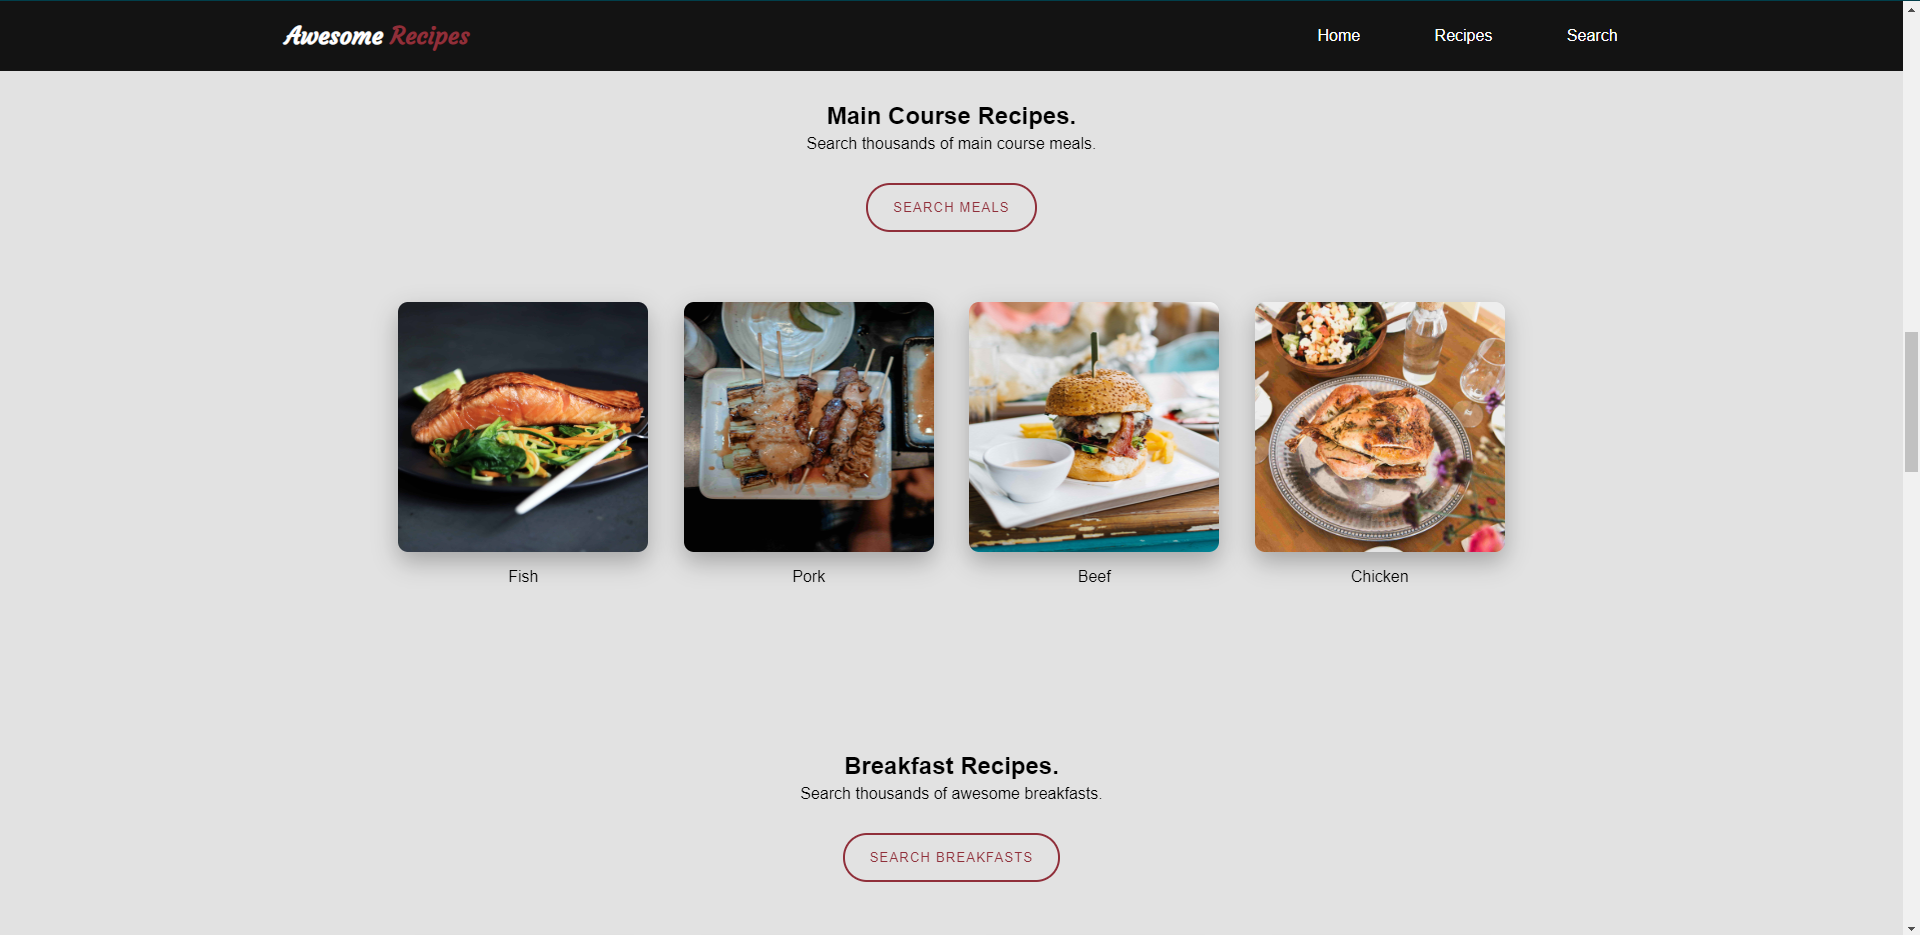 Awesome Recipes
Home
Recipes
Search
Main Course Recipes.
Search thousands of main course meals.
SEARCH MEALS
Fish
Pork
Beef
Chicken
Breakfast Recipes.
Search thousands of awesome breakfasts.
SEARCH BREAKFASTS